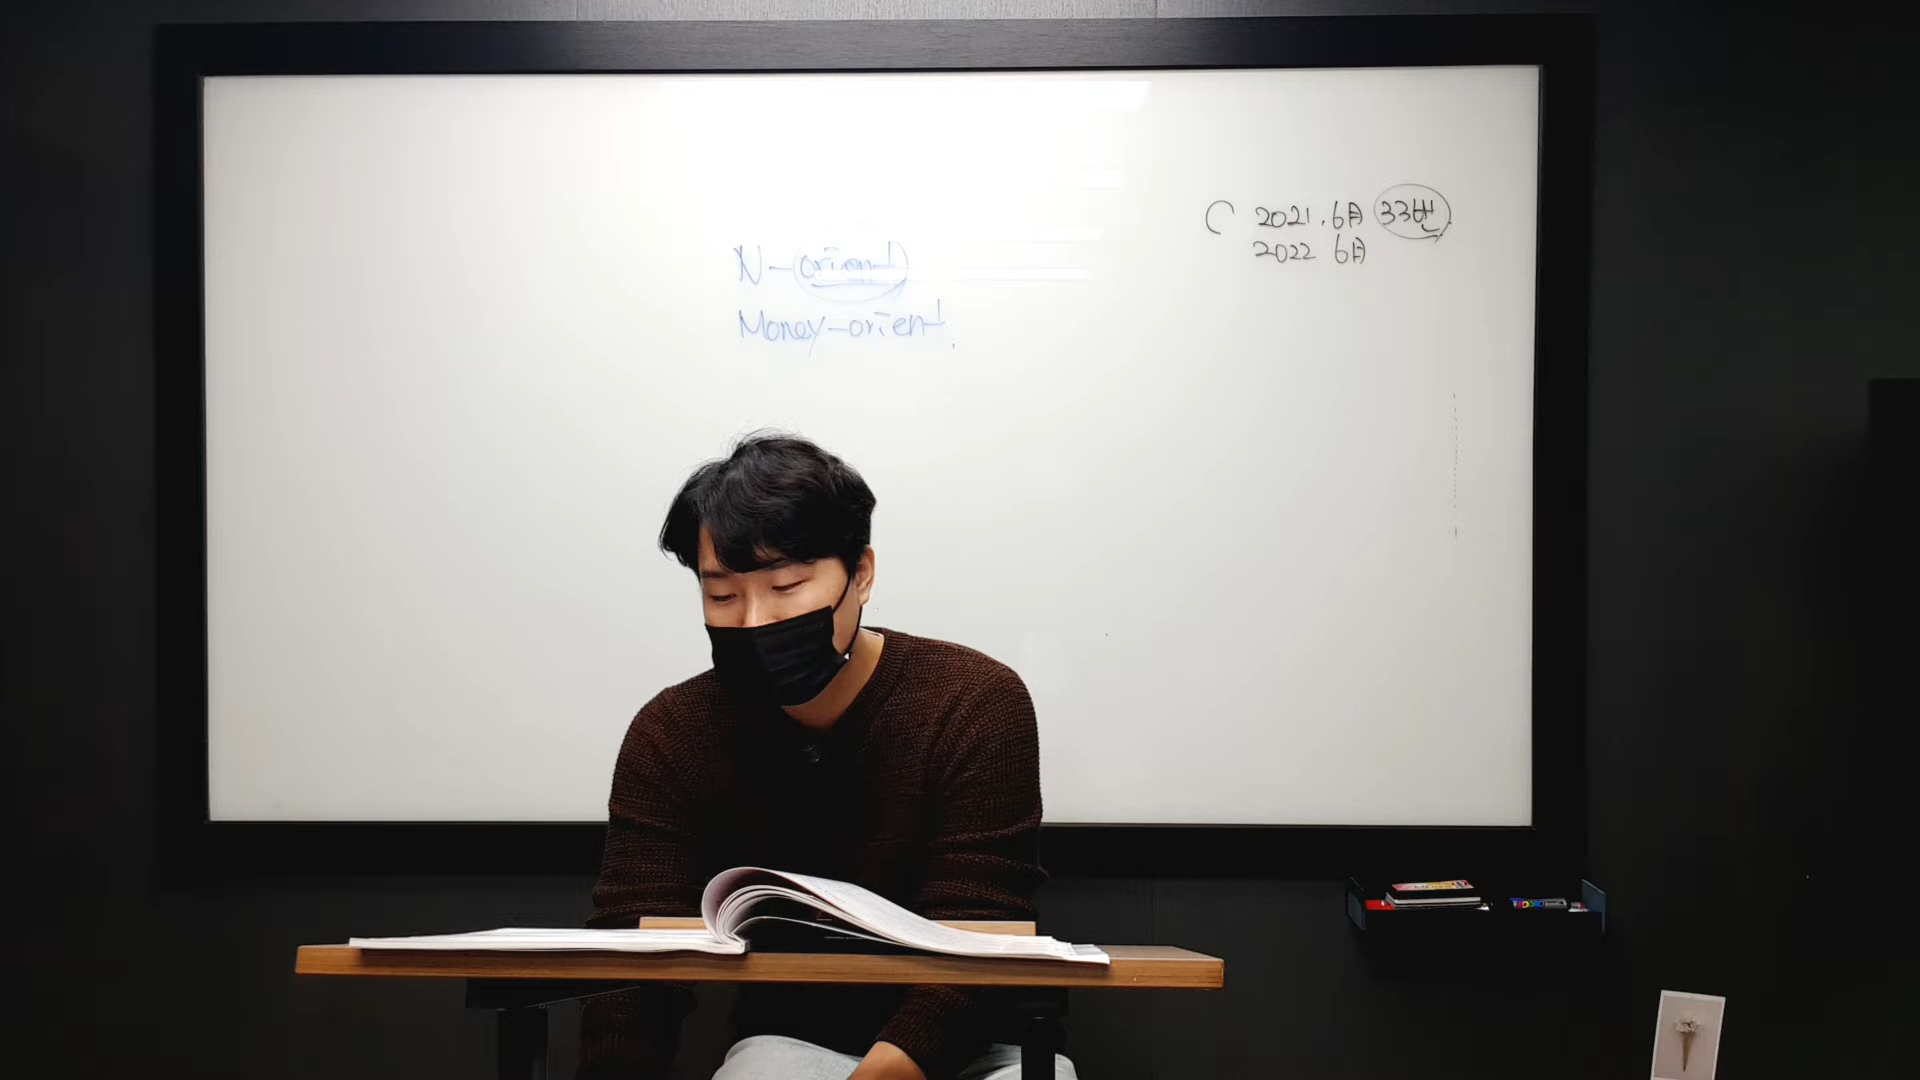 N-orient
Money-orient.
( 2021. 6月 33번
2022 6月